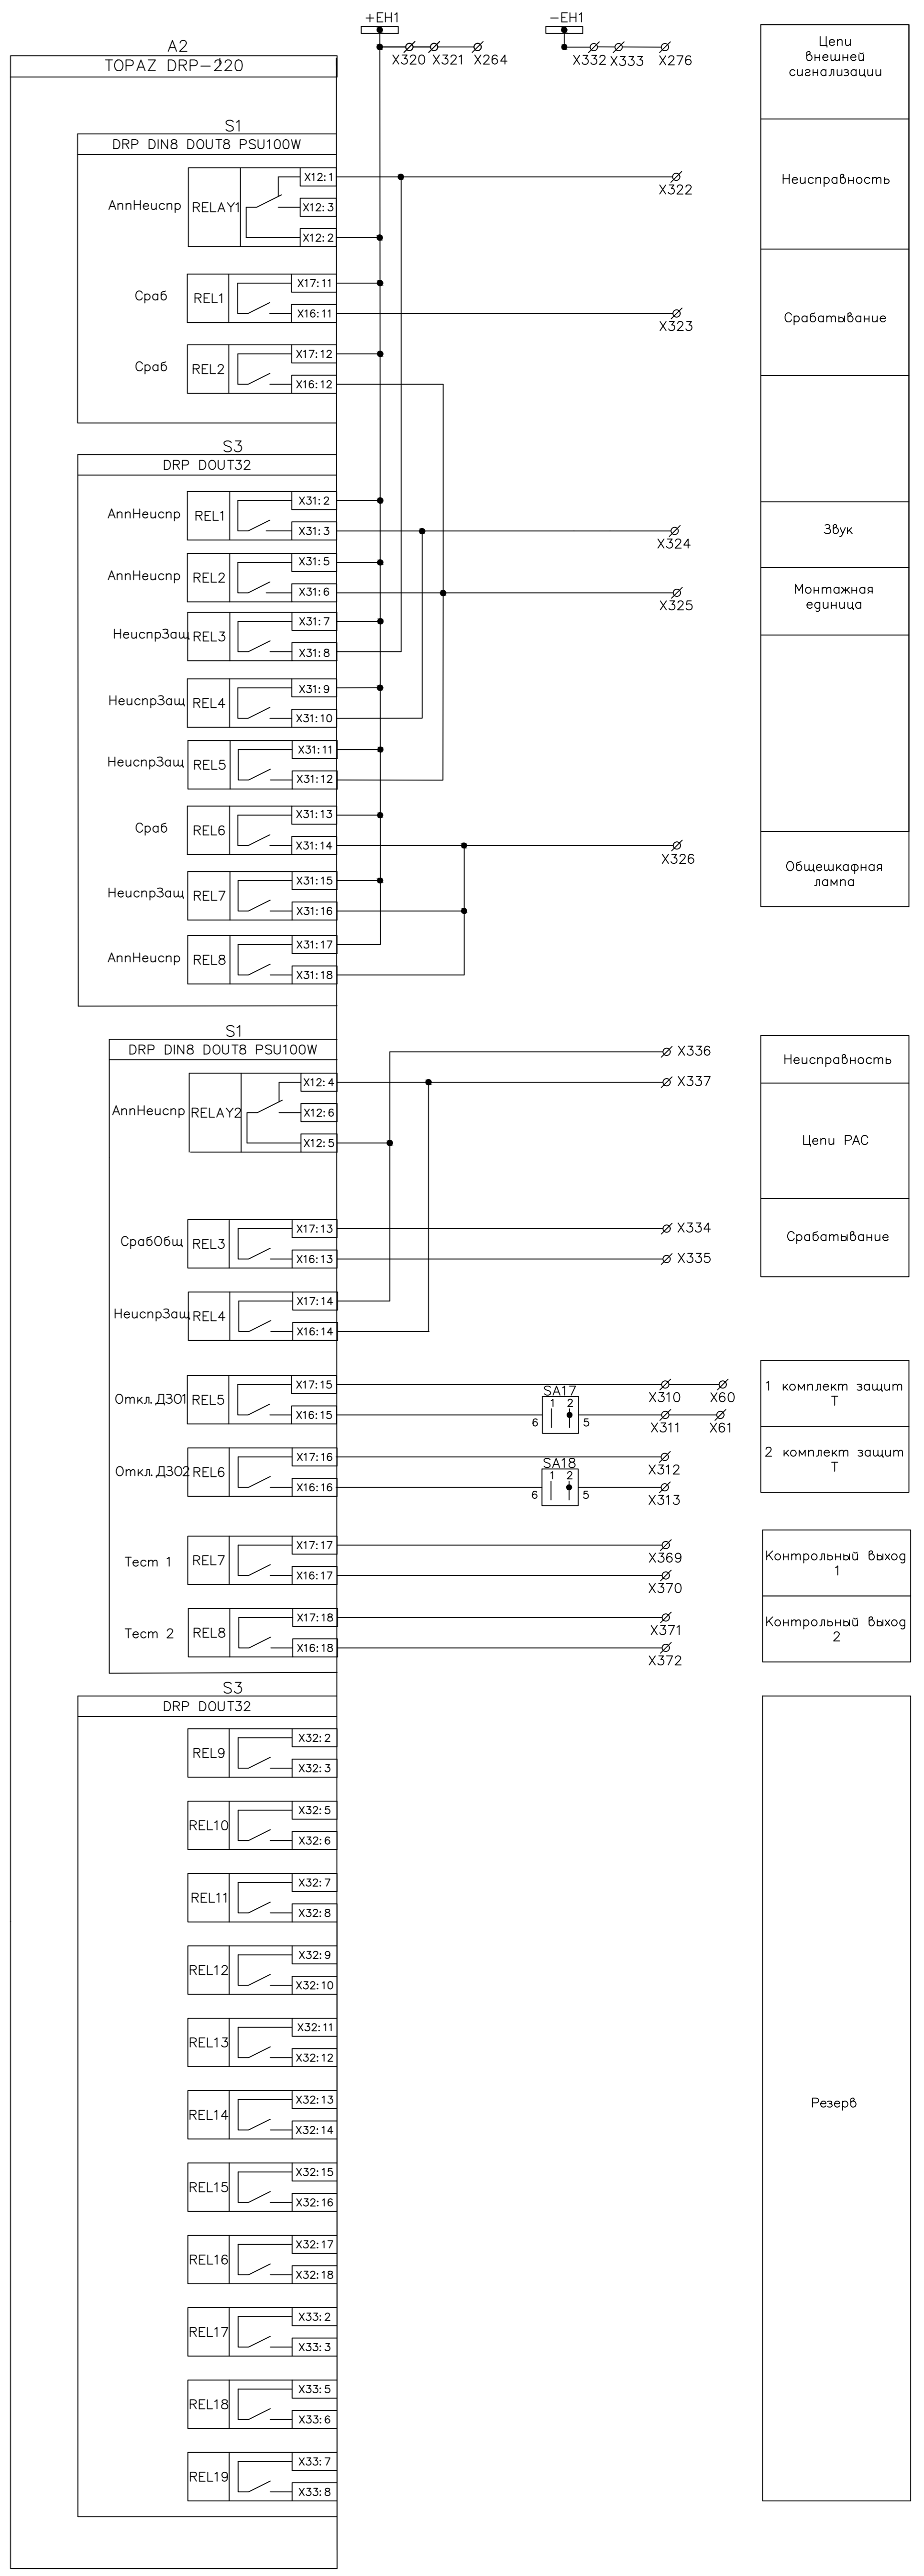 +EH1
-EH1
X320 X321 X264
X332 X333 X276
Цепи
внешней
сигнализации
A2
TOPAZ DRP-220
S1
DRP DIN8 DOUT8 PSU100W
АппНеиспр RELAY1 X12:1
X12:3
X12:2
X322
Неисправность
Сраб REL1 X17:11
X16:11
X323
Срабатывание
Сраб REL2 X17:12
X16:12
S3
DRP DOUT32
АппНеиспр REL1 X31:2
X31:3
X324
Звук
АппНеиспр REL2 X31:5
X31:6
X325
Монтажная
единица
НеиспрЗащ REL3 X31:7
X31:8
НеиспрЗащ REL4 X31:9
X31:10
НеиспрЗащ REL5 X31:11
X31:12
Сраб REL6 X31:13
X31:14
X326
Общешкафная
лампа
НеиспрЗащ REL7 X31:15
X31:16
АппНеиспр REL8 X31:17
X31:18
S1
DRP DIN8 DOUT8 PSU100W
X336
Неисправность
АппНеиспр RELAY2 X12:4
X12:6
X12:5
X337
Цепи РАС
СрабОбщ REL3 X17:13
X16:13
X334
X335
Срабатывание
НеиспрЗащ REL4 X17:14
X16:14
Откл.ДЗО1 REL5 X17:15
X16:15
SA17
1 2
6 5
X310 X60
X311 X61
1 комплект защит
Т
Откл.ДЗО2 REL6 X17:16
X16:16
SA18
1 2
6 5
X312
X313
2 комплект защит
Т
Тест 1 REL7 X17:17
X16:17
X369
X370
Контрольный выход
1
Тест 2 REL8 X17:18
X16:18
X371
X372
Контрольный выход
2
S3
DRP DOUT32
REL9 X32:2
X32:3
REL10 X32:5
X32:6
REL11 X32:7
X32:8
REL12 X32:9
X32:10
REL13 X32:11
X32:12
REL14 X32:13
X32:14
Резерв
REL15 X32:15
X32:16
REL16 X32:17
X32:18
REL17 X33:2
X33:3
REL18 X33:5
X33:6
REL19 X33:7
X33:8